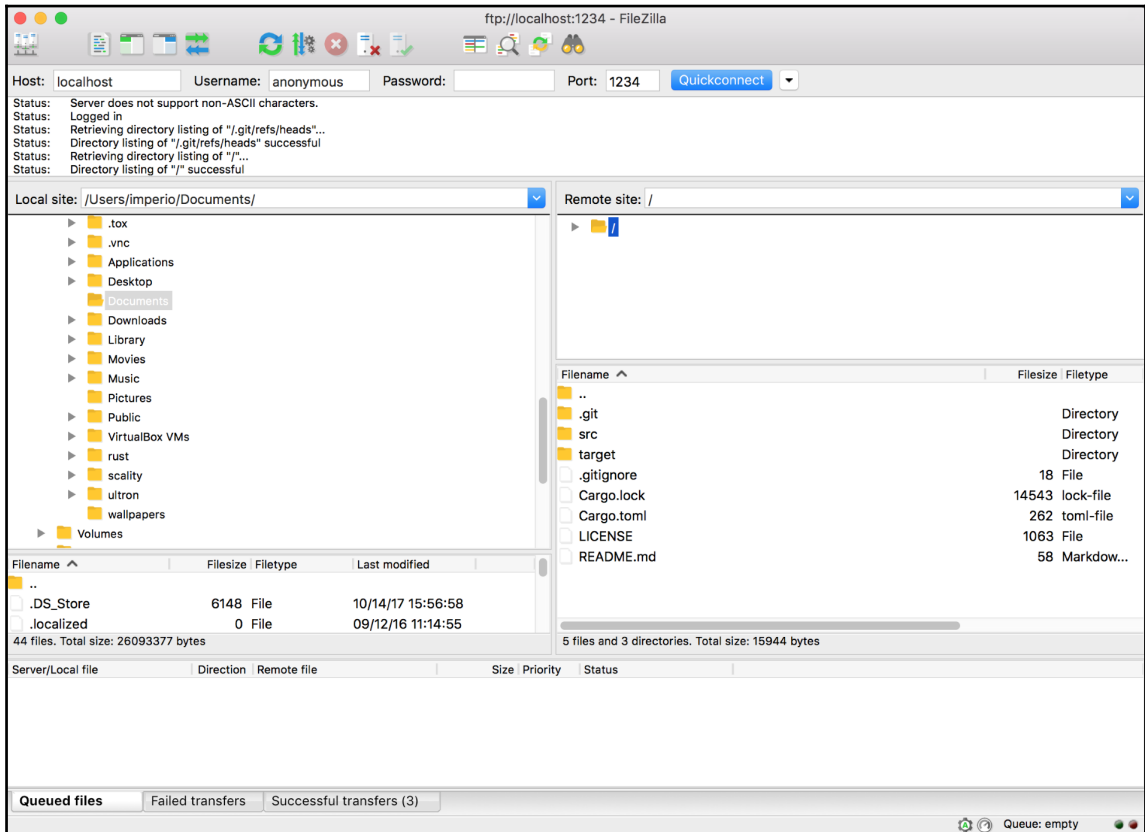 ftp://localhost:1234 - FileZilla
Host: localhost Username: anonymous Password: Port: 1234 Quickconnect
Status: Server does not support non-ASCII characters.
Status: Logged in
Status: Retrieving directory listing of "/.git/refs/heads"...
Status: Directory listing of "/.git/refs/heads" successful
Status: Retrieving directory listing of "/"...
Status: Directory listing of "/" successful
Local site: /Users/imperio/Documents/
.tox
.vnc
Applications
Desktop
Documents
Downloads
Library
Movies
Music
Pictures
Public
VirtualBox VMs
rust
scality
ultron
wallpapers
Volumes
Filename Filesize Filetype Last modified
..
.DS_Store 6148 File 10/14/17 15:56:58
.localized 0 File 09/12/16 11:14:55
44 files. Total size: 26093377 bytes
Remote site: /
/
Filename Filesize Filetype
..
.git Directory
src Directory
target Directory
.gitignore 18 File
Cargo.lock 14543 lock-file
Cargo.toml 262 toml-file
LICENSE 1063 File
README.md 58 Markdow...
5 files and 3 directories. Total size: 15944 bytes
Server/Local file Direction Remote file Size Priority Status
Queued files Failed transfers Successful transfers (3)
Queue: empty